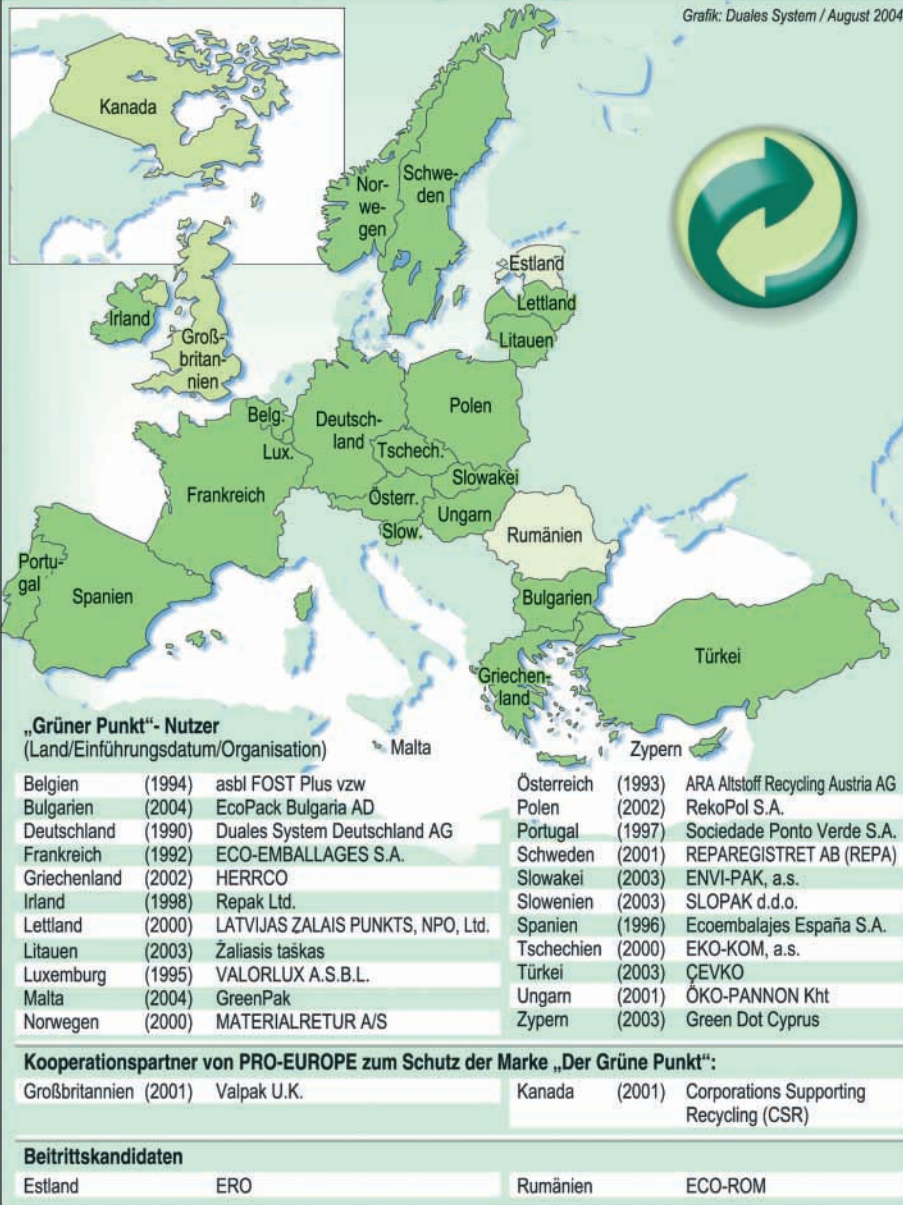 Grafik: Duales System / August 2004
Kanada
Nor-
we-
gen
Schwe-
den
Estland
Lettland
Litauen
Irland
Groß-
britan-
nien
Belg.
Lux.
Deutsch-
land
Polen
Tschech.
Slowakei
Frankreich
Österr.
Ungarn
Slow.
Rumänien
Portu-
gal
Spanien
Bulgarien
Türkei
Griechen-
land
Malta
Zypern
„Grüner Punkt“- Nutzer
(Land/Einführungsdatum/Organisation)
Belgien (1994) asbl FOST Plus vzw
Bulgarien (2004) EcoPack Bulgaria AD
Deutschland (1990) Duales System Deutschland AG
Frankreich (1992) ECO-EMBALLAGES S.A.
Griechenland (2002) HERRCO
Irland (1998) Repak Ltd.
Lettland (2000) LATVIJAS ZALAIS PUNKTS, NPO, Ltd.
Litauen (2003) Žaliasis taškas
Luxemburg (1995) VALORLUX A.S.B.L.
Malta (2004) GreenPak
Norwegen (2000) MATERIALRETUR A/S
Österreich (1993) ARA Altstoff Recycling Austria AG
Polen (2002) RekoPol S.A.
Portugal (1997) Sociedade Ponto Verde S.A.
Schweden (2001) REPAREGISTRET AB (REPA)
Slowakei (2003) ENVI-PAK, a.s.
Slowenien (2003) SLOPAK d.d.o.
Spanien (1996) Ecoembalajes España S.A.
Tschechien (2000) EKO-KOM, a.s.
Türkei (2003) ÇEVKO
Ungarn (2001) ÖKO-PANNON Kht
Zypern (2003) Green Dot Cyprus
Kooperationspartner von PRO-EUROPE zum Schutz der Marke „Der Grüne Punkt“:
Großbritannien (2001) Valpak U.K.
Kanada (2001) Corporations Supporting
Recycling (CSR)
Beitrittskandidaten
Estland ERO
Rumänien ECO-ROM